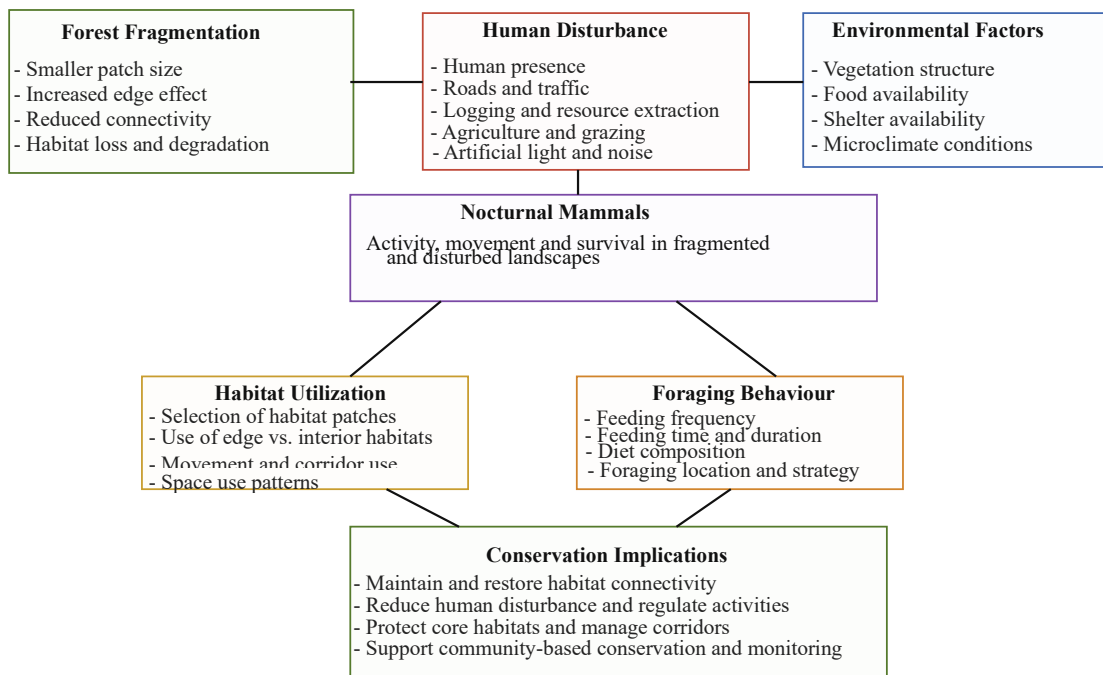 Forest Fragmentation
- Smaller patch size
- Increased edge effect
- Reduced connectivity
- Habitat loss and degradation
Human Disturbance
- Human presence
- Roads and traffic
- Logging and resource extraction
- Agriculture and grazing
- Artificial light and noise
Environmental Factors
- Vegetation structure
- Food availability
- Shelter availability
- Microclimate conditions
Nocturnal Mammals
Activity, movement and survival in fragmented
and disturbed landscapes
Habitat Utilization
- Selection of habitat patches
- Use of edge vs. interior habitats
- Movement and corridor use
- Space use patterns
Foraging Behaviour
- Feeding frequency
- Feeding time and duration
- Diet composition
- Foraging location and strategy
Conservation Implications
- Maintain and restore habitat connectivity
- Reduce human disturbance and regulate activities
- Protect core habitats and manage corridors
- Support community-based conservation and monitoring